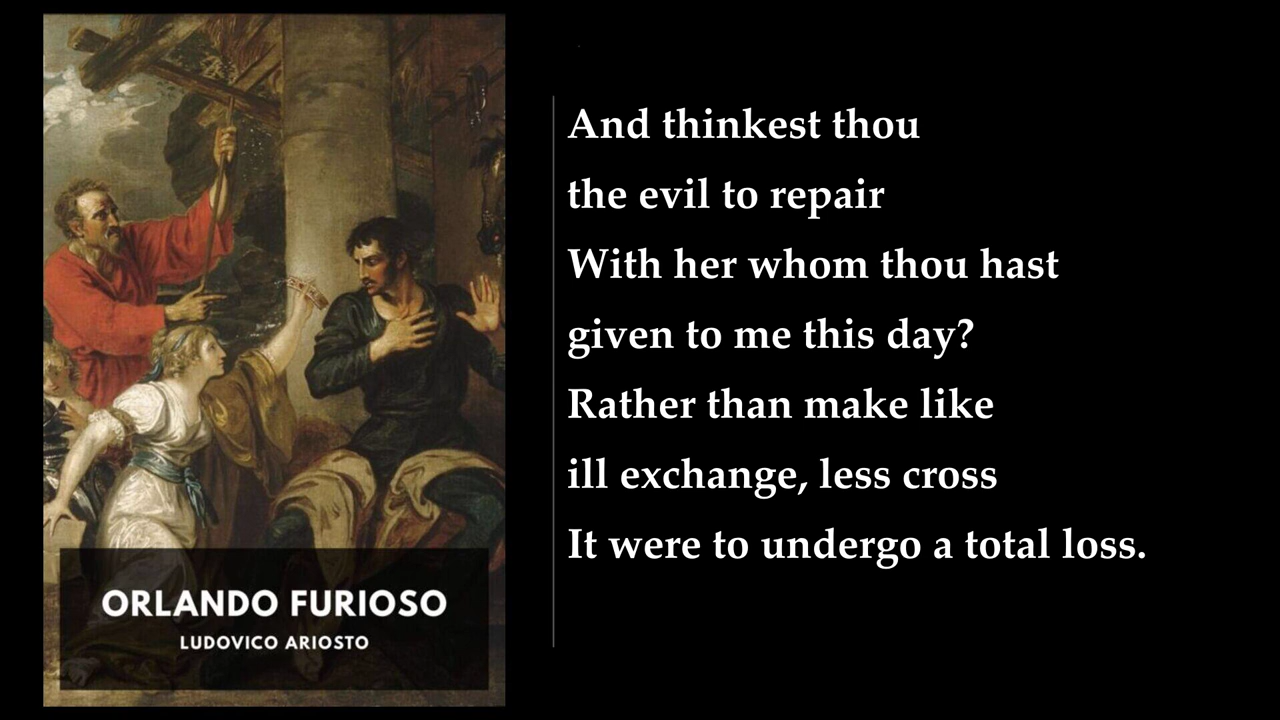 And thinkest thou
the evil to repair
With her whom thou hast
given to me this day?
Rather than make like
ill exchange, less cross
It were to undergo a total loss.
ORLANDO FURIOSO
LUDOVICO ARIOSTO